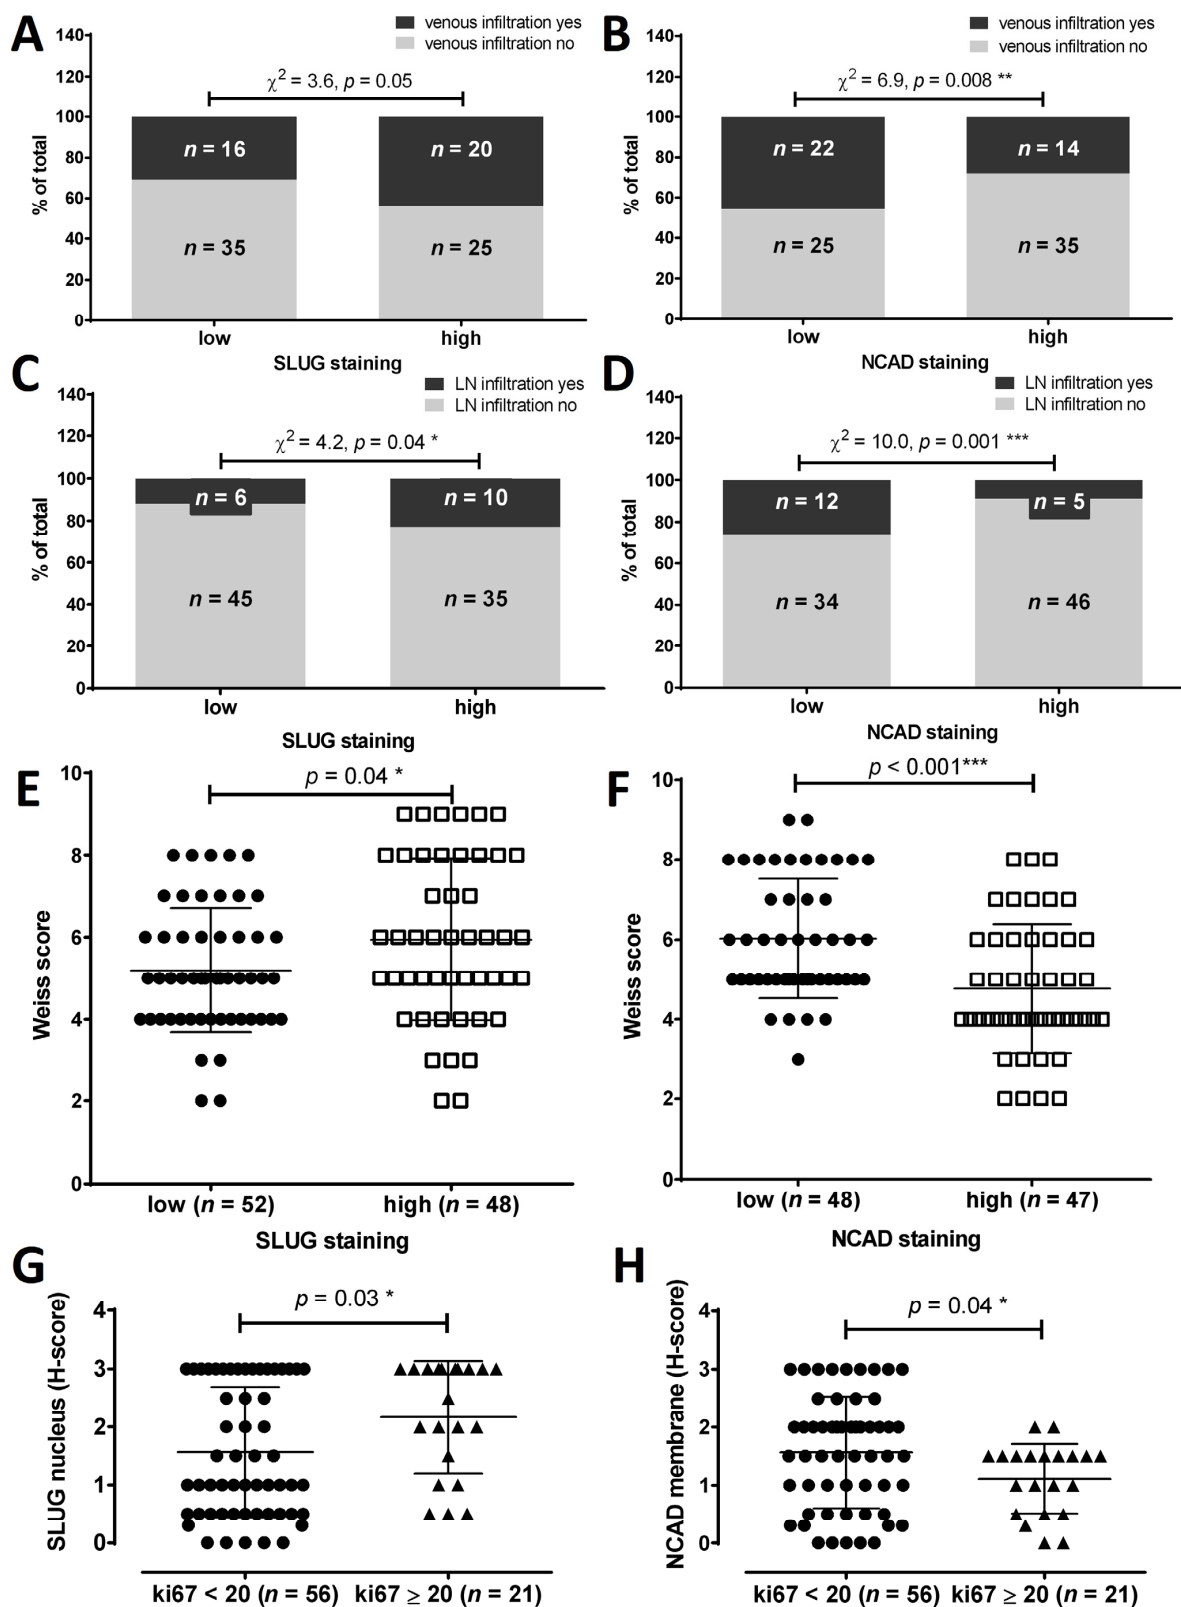 A
venous infiltration yes
venous infiltration no
χ² = 3.6, p = 0.05
% of total
140
120
100
80
60
40
20
0
n = 16
n = 20
n = 35
n = 25
low
high
SLUG staining
B
venous infiltration yes
venous infiltration no
χ² = 6.9, p = 0.008 **
% of total
140
120
100
80
60
40
20
0
n = 22
n = 14
n = 25
n = 35
low
high
NCAD staining
C
LN infiltration yes
LN infiltration no
χ² = 4.2, p = 0.04 *
% of total
140
120
100
80
60
40
20
0
n = 6
n = 10
n = 45
n = 35
low
high
SLUG staining
D
LN infiltration yes
LN infiltration no
χ² = 10.0, p = 0.001 ***
% of total
140
120
100
80
60
40
20
0
n = 12
n = 5
n = 34
n = 46
low
high
NCAD staining
E
p = 0.04 *
Weiss score
10
8
6
4
2
0
low (n = 52)
high (n = 48)
SLUG staining
F
p < 0.001***
Weiss score
10
8
6
4
2
0
low (n = 48)
high (n = 47)
NCAD staining
G
p = 0.03 *
SLUG nucleus (H-score)
4
3
2
1
0
ki67 < 20 (n = 56)
ki67 ≥ 20 (n = 21)
H
p = 0.04 *
NCAD membrane (H-score)
4
3
2
1
0
ki67 < 20 (n = 56)
ki67 ≥ 20 (n = 21)